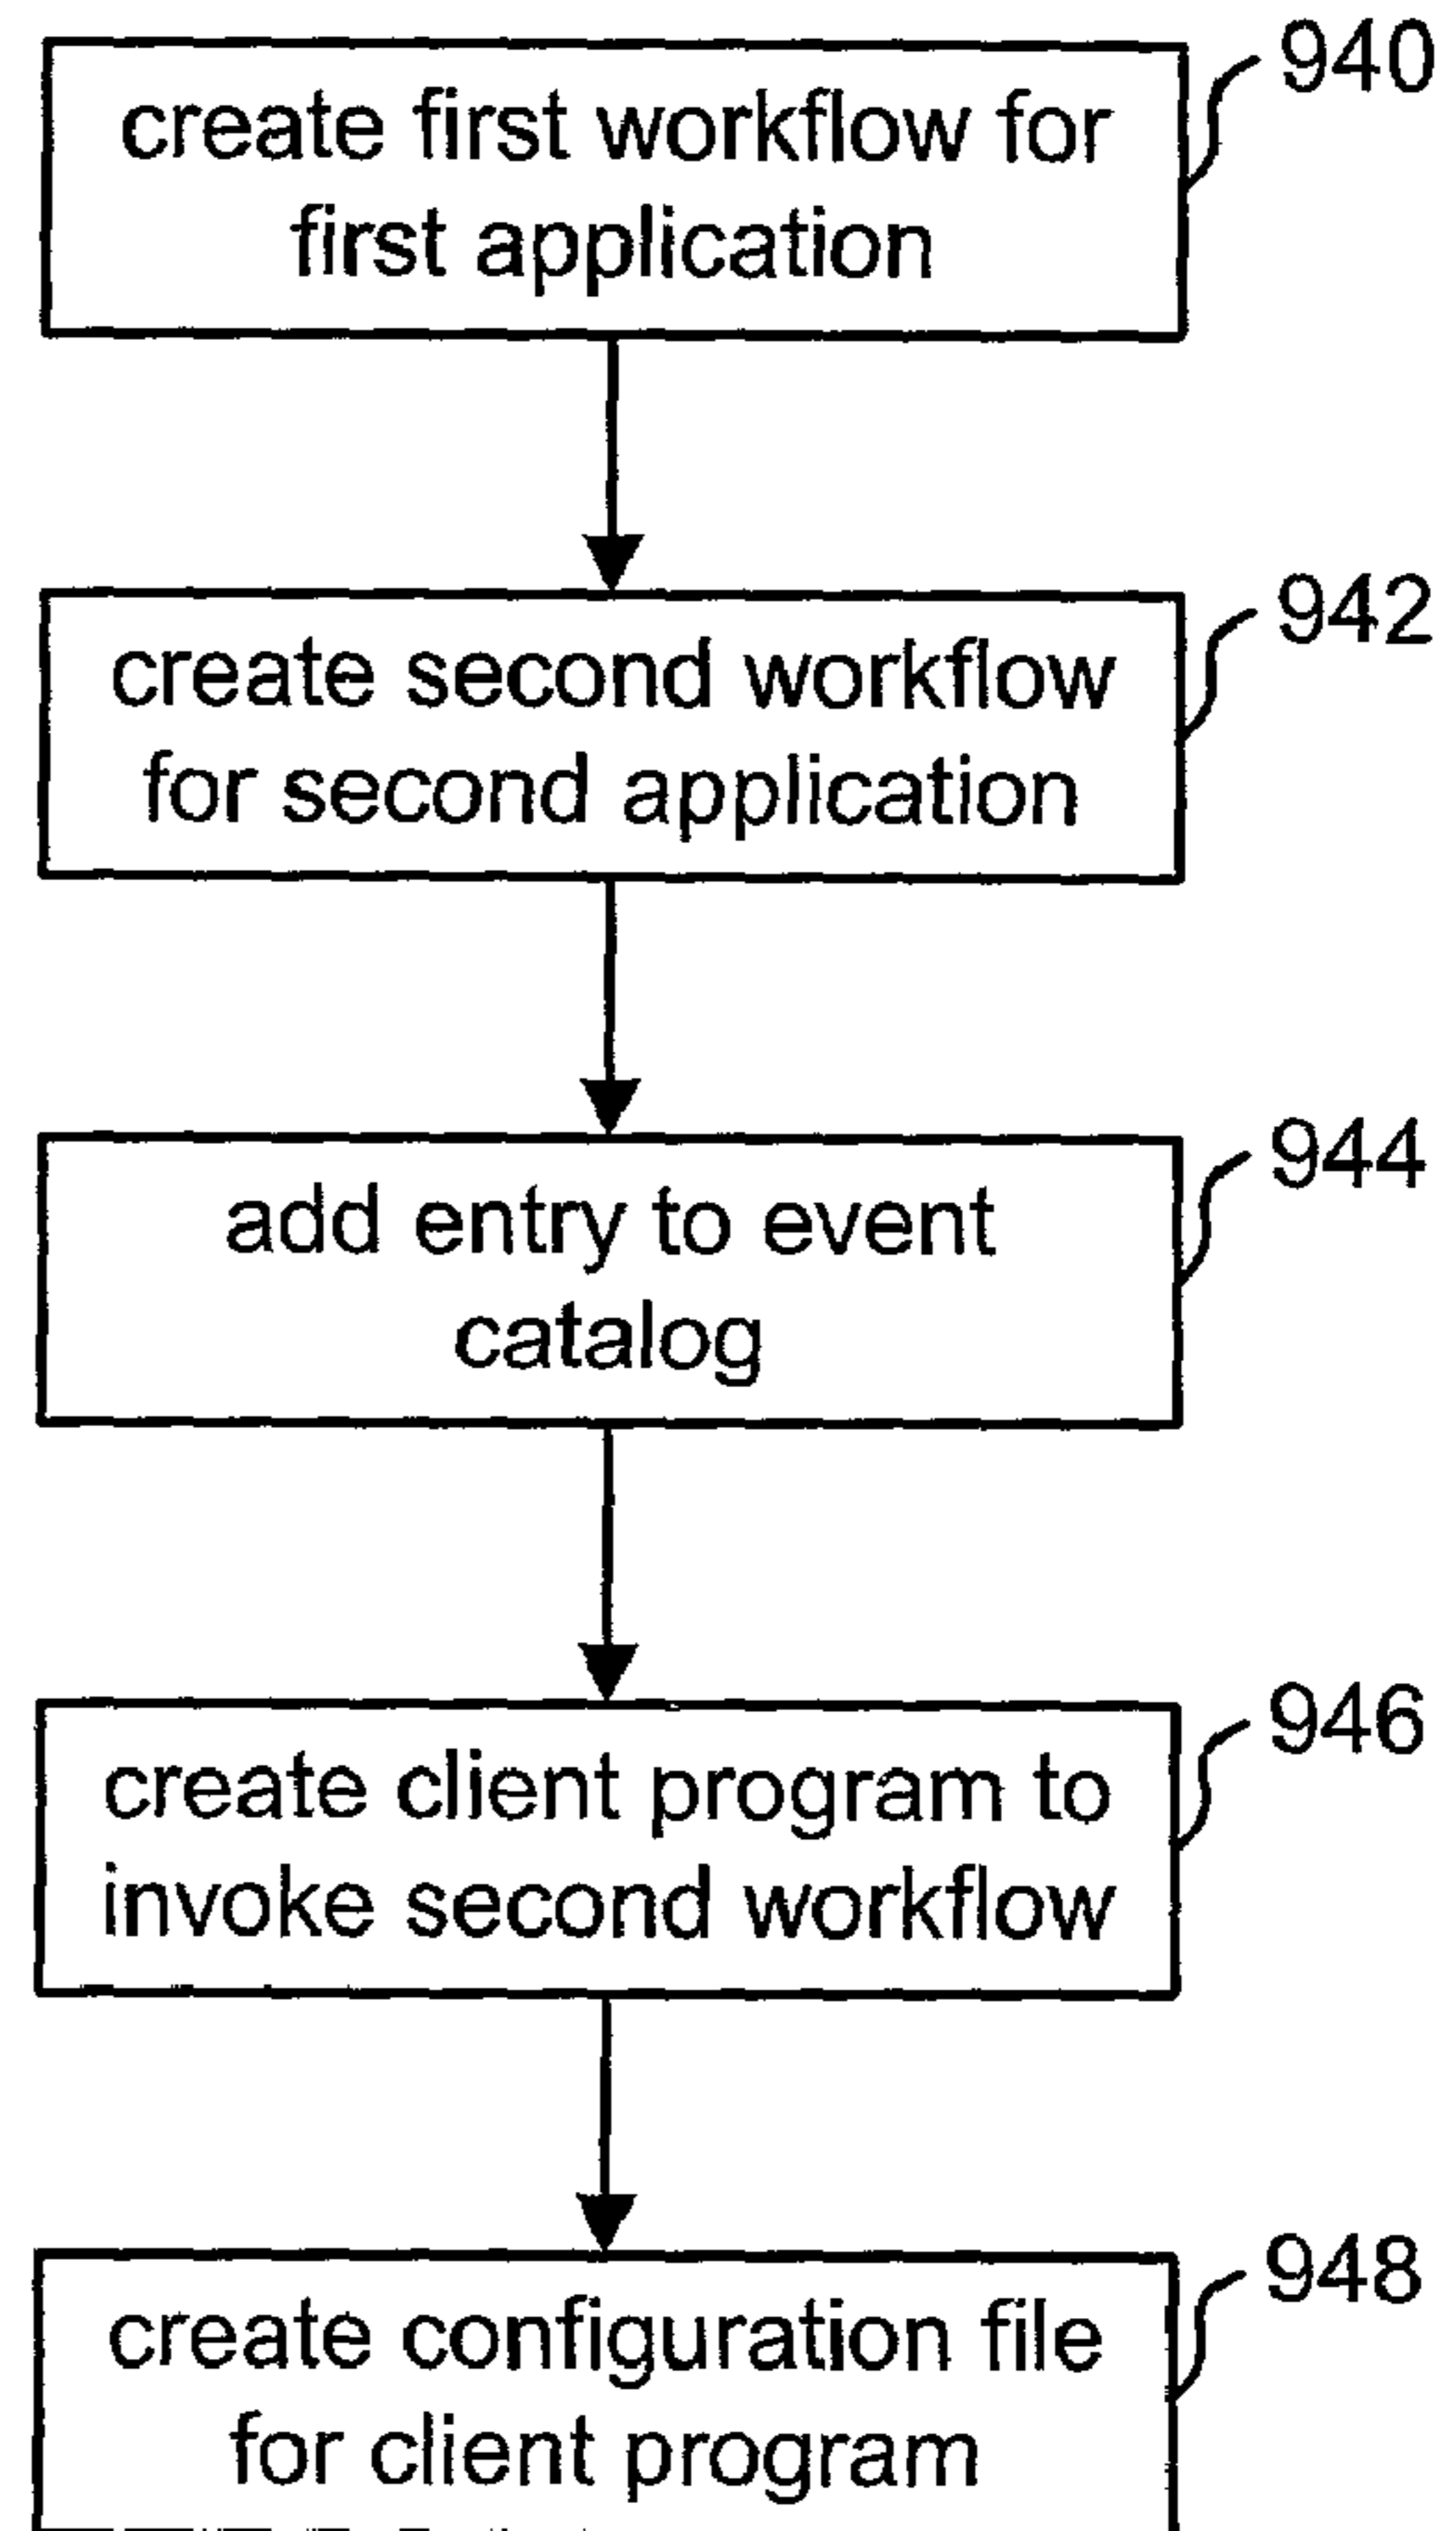 940
create first workflow for
first application
942
create second workflow
for second application
944
add entry to event
catalog
946
create client program to
invoke second workflow
948
create configuration file
for client program